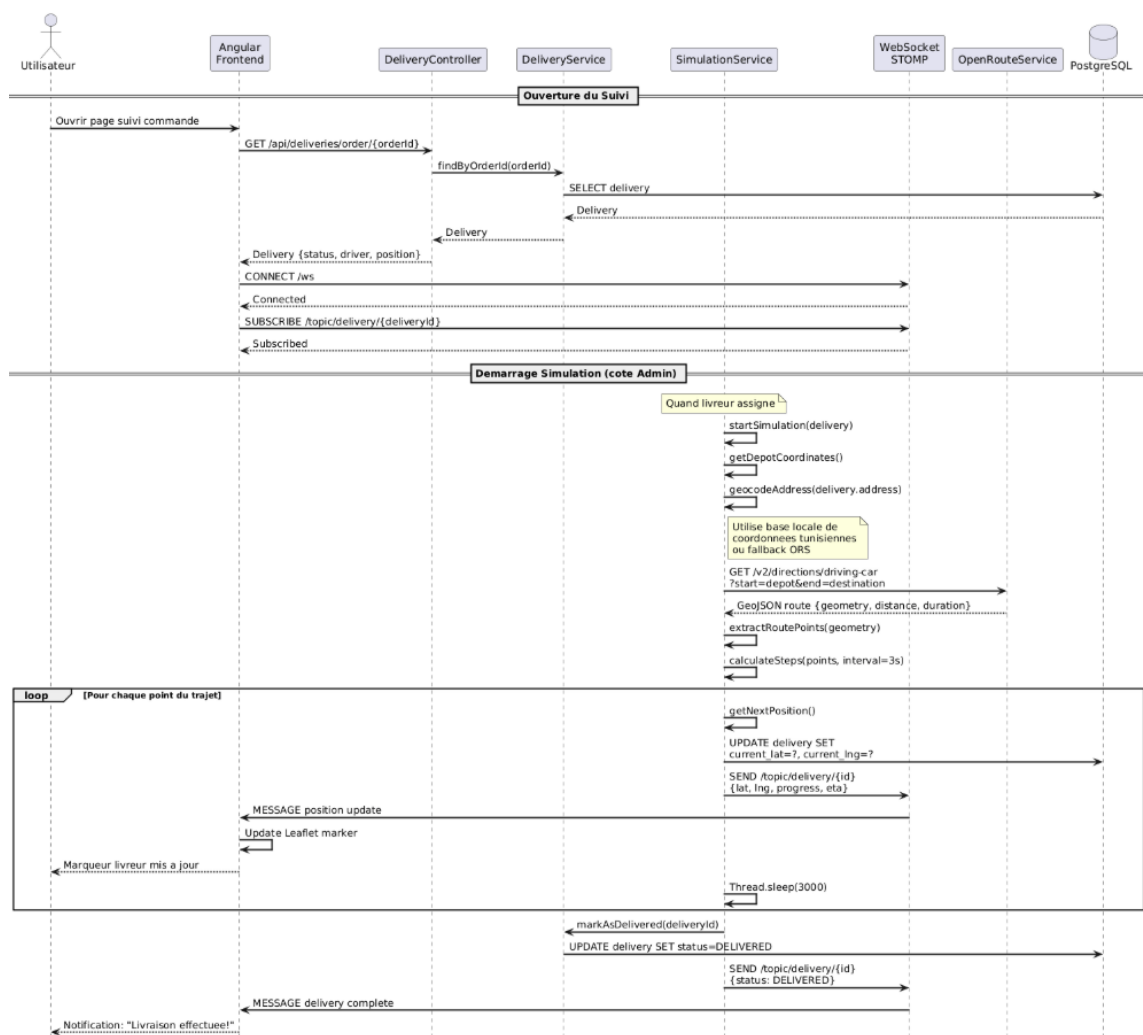 Utilisateur
Angular
Frontend
DeliveryController
DeliveryService
SimulationService
WebSocket
STOMP
OpenRouteService
PostgreSQL
Ouverture du Suivi
Ouvrir page suivi commande
GET /api/deliveries/order/{orderId}
findByOrderId(orderId)
SELECT delivery
Delivery
Delivery
Delivery {status, driver, position}
CONNECT /ws
Connected
SUBSCRIBE /topic/delivery/{deliveryId}
Subscribed
Demarrage Simulation (cote Admin)
Quand livreur assigne
startSimulation(delivery)
getDepotCoordinates()
geocodeAddress(delivery.address)
Utilise base locale de
coordonnees tunisiennes
ou fallback ORS
GET /v2/directions/driving-car
?start=depot&end=destination
GeoJSON route {geometry, distance, duration}
extractRoutePoints(geometry)
calculateSteps(points, interval=3s)
loop
[Pour chaque point du trajet]
getNextPosition()
UPDATE delivery SET
current_lat=?, current_lng=?
SEND /topic/delivery/{id}
{lat, lng, progress, eta}
MESSAGE position update
Update Leaflet marker
Marqueur livreur mis a jour
Thread.sleep(3000)
markAsDelivered(deliveryId)
UPDATE delivery SET status=DELIVERED
SEND /topic/delivery/{id}
{status: DELIVERED}
MESSAGE delivery complete
Notification: "Livraison effectuee!"